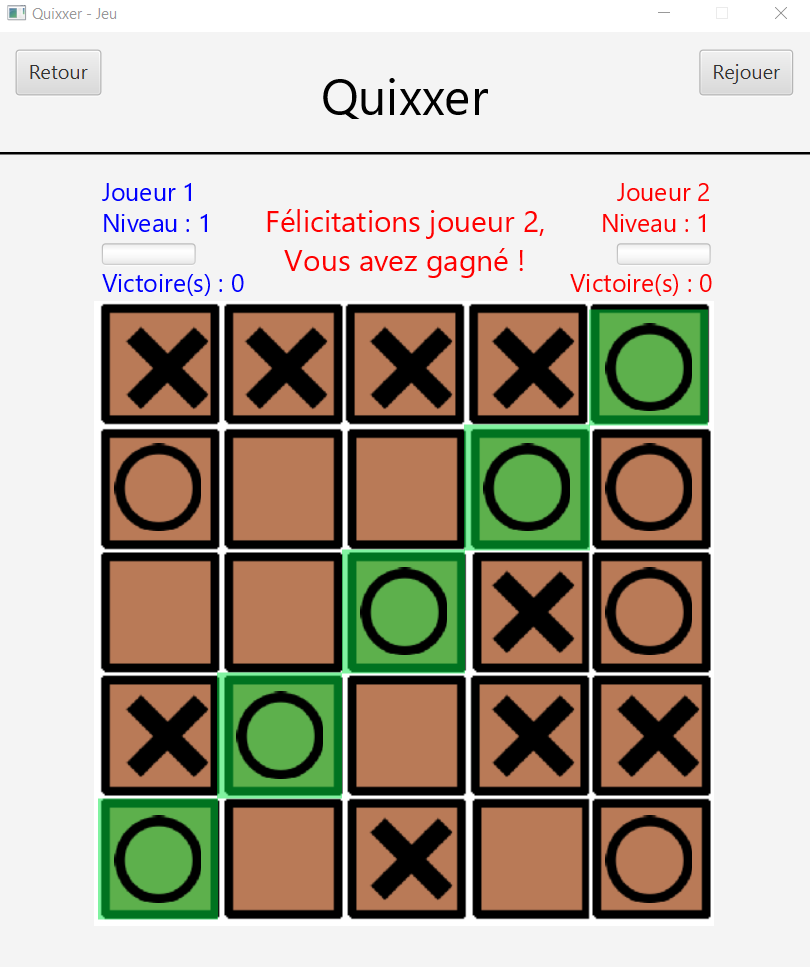 Quixxer - Jeu
Retour
Rejouer
Quixxer
Joueur 1
Niveau : 1
Victoire(s) : 0
Félicitations joueur 2,
Vous avez gagné !
Joueur 2
Niveau : 1
Victoire(s) : 0